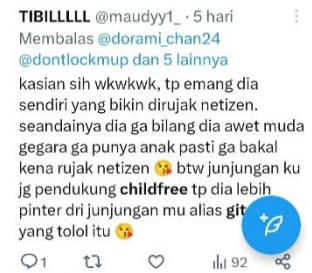 TIBILLLLL @maudyy1_ · 5 hari
Membalas @dorami_chan24
@dontlockmup dan 5 lainnya
kasian sih wkwkwk, tp emang dia
sendiri yang bikin dirujak netizen.
seandainya dia ga bilang dia awet muda
gegara ga punya anak pasti ga bakal
kena rujak netizen 😘 btw junjungan ku
jg pendukung childfree tp dia lebih
pinter dri junjungan mu alias git
yang tolol itu 😘
1 92